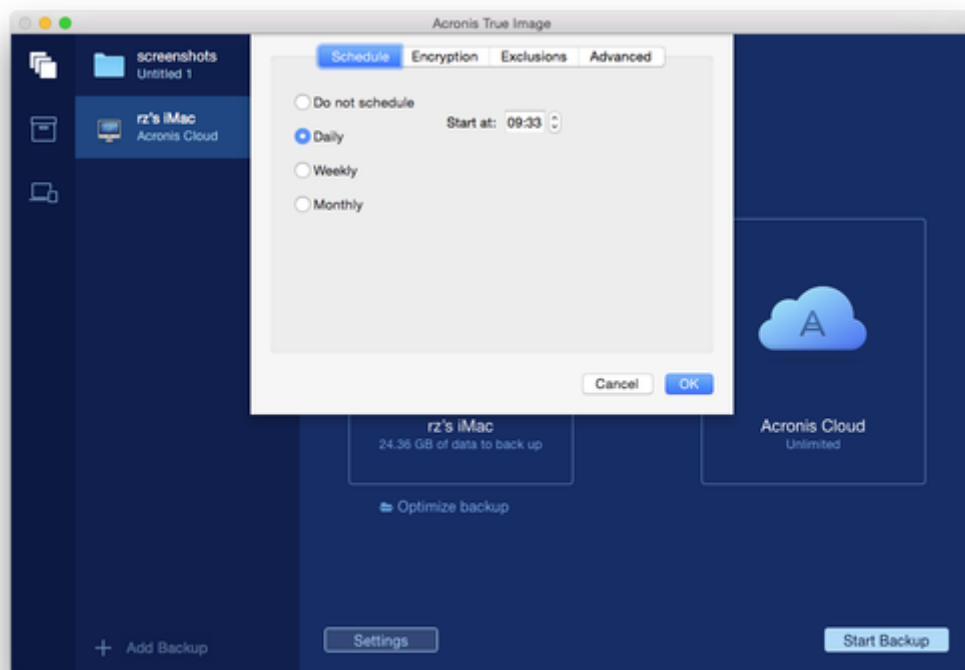 Acronis True Image
screenshots
Untitled 1
rz's iMac
Acronis Cloud
Schedule Encryption Exclusions Advanced
Do not schedule
Start at: 09:33
Daily
Weekly
Monthly
Cancel OK
rz's iMac
24.36 GB of data to back up
Acronis Cloud
Unlimited
Optimize backup
Add Backup
Settings
Start Backup